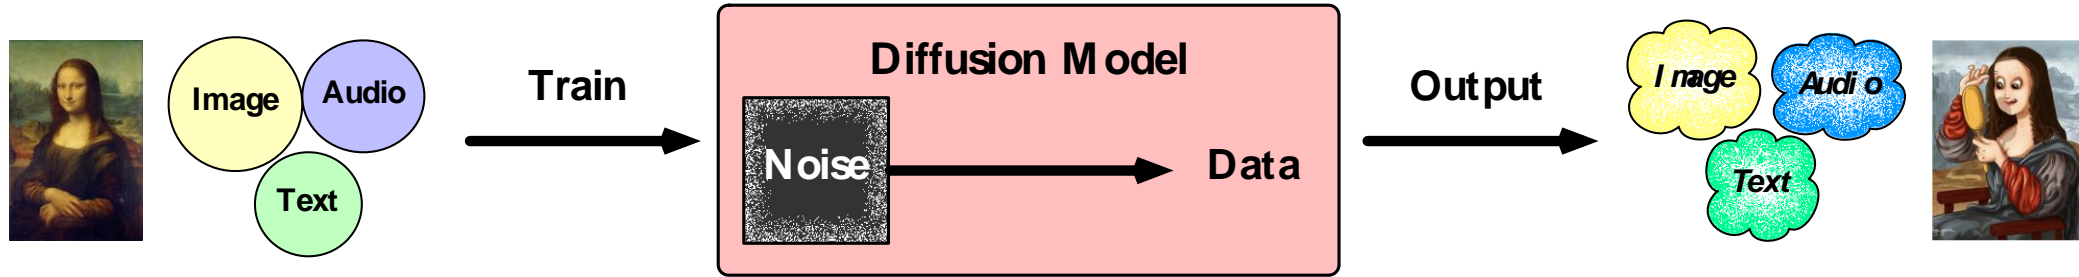 Image
Audio
Text
Train
Diffusion Model
Noise
Data
Output
Image
Audio
Text